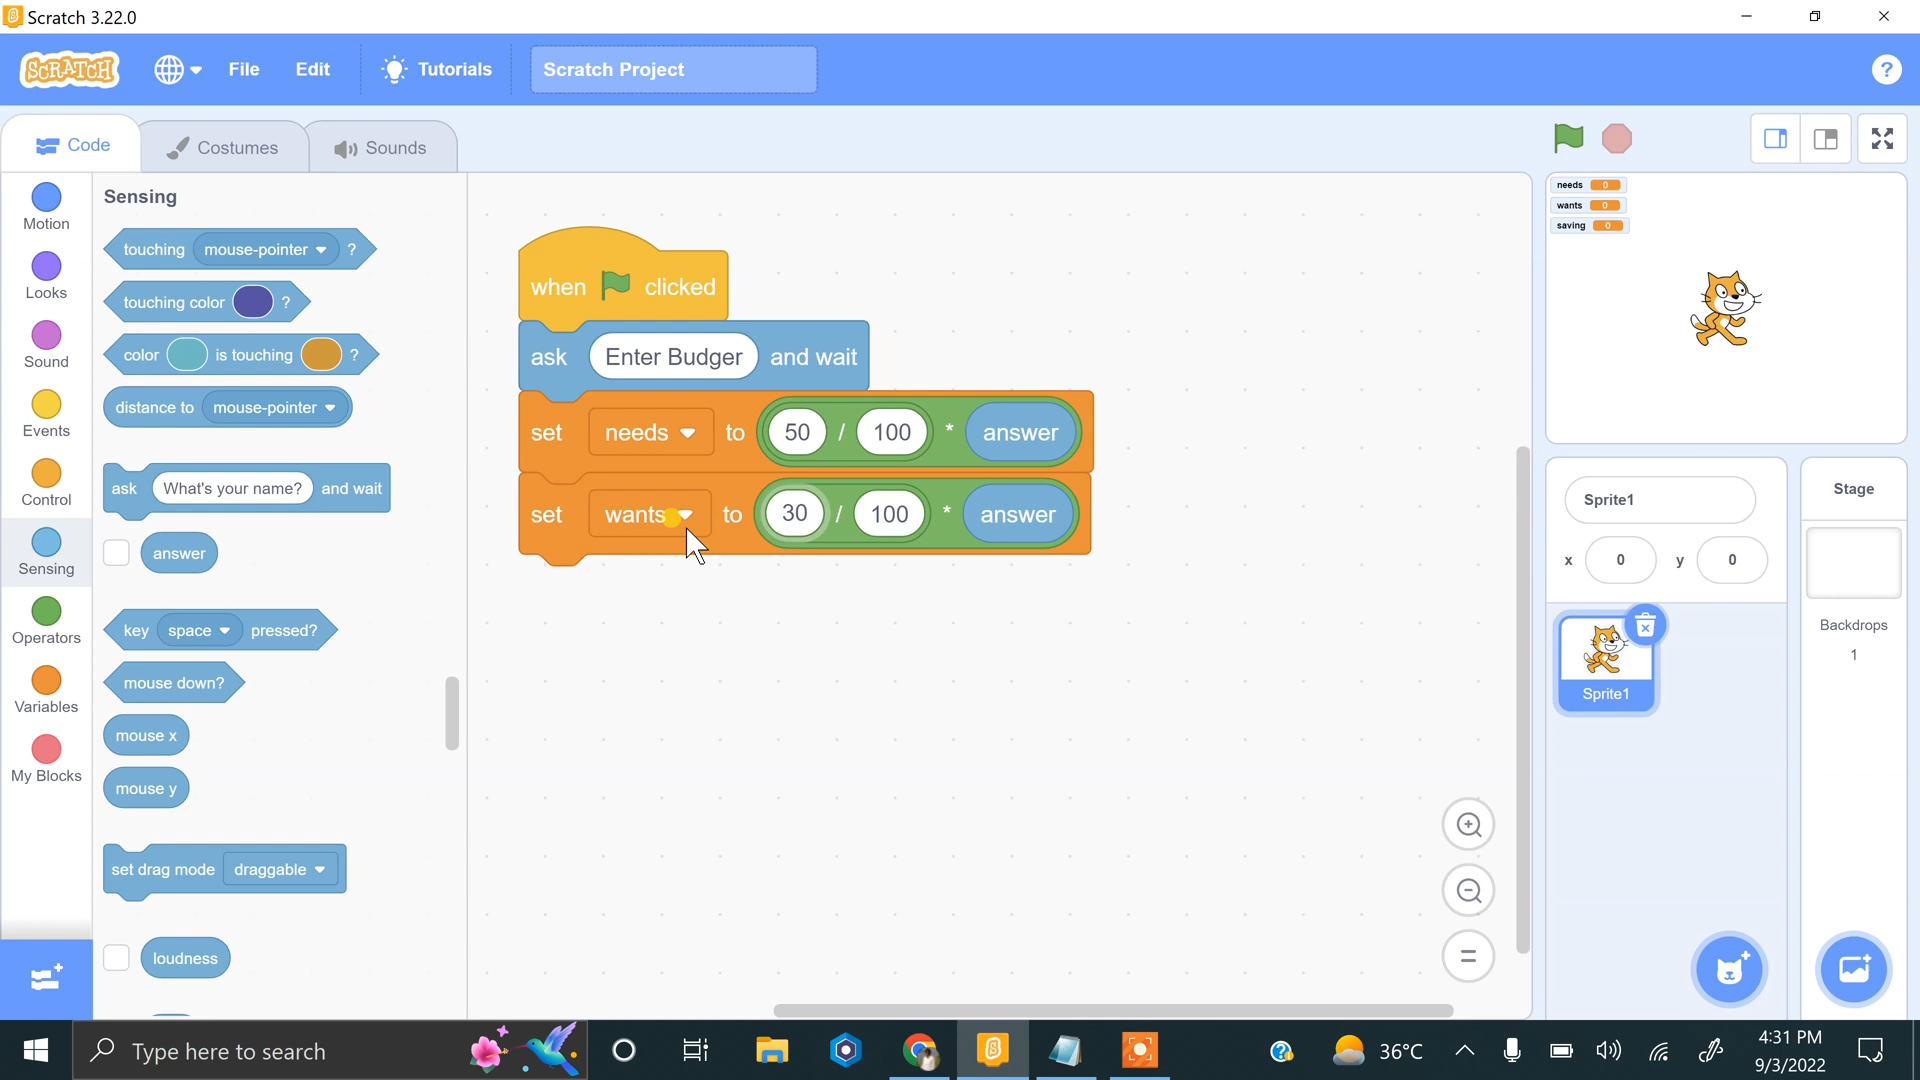 Scratch 3.22.0
SCRATCH File Edit Tutorials Scratch Project ?
Code Costumes Sounds
Motion
Looks
Sound
Events
Control
Sensing
Operators
Variables
My Blocks
Sensing
touching mouse-pointer ?
touching color ?
color is touching ?
distance to mouse-pointer
ask What's your name? and wait
answer
key space pressed?
mouse down?
mouse x
mouse y
set drag mode draggable
loudness
when clicked
ask Enter Budger and wait
set needs to 50 / 100 * answer
set wants to 30 / 100 * answer
needs 0
wants 0
saving 0
Sprite1
x 0 y 0
Sprite1
Stage
Backdrops
1
Type here to search
36°C
4:31 PM
9/3/2022